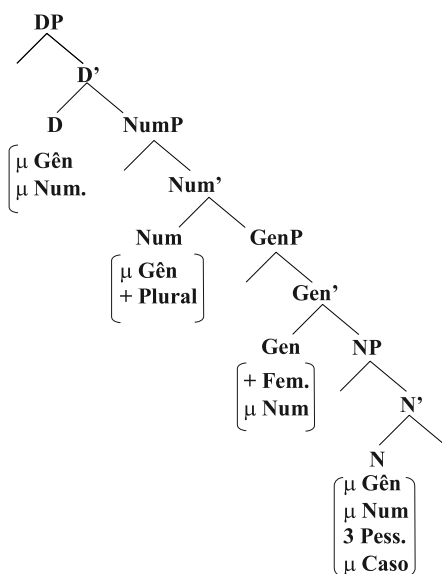 DP
D’
D NumP
μ Gên
μ Num.
Num’
Num GenP
μ Gên
+ Plural
Gen’
Gen NP
+ Fem.
μ Num
N’
N
μ Gên
μ Num
3 Pess.
μ Caso